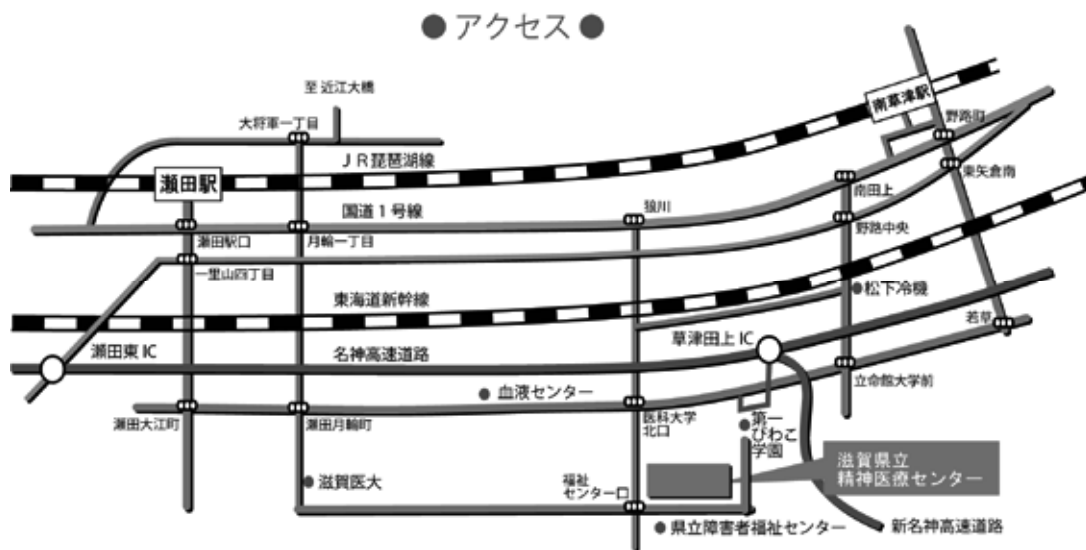 ● アクセス ●
至 近江大橋
大将軍一丁目
南草津駅
野路町
JR琵琶湖線
瀬田駅
東矢倉南
南田上
国道1号線
狼川
瀬田駅口
月輪一丁目
野路中央
一里山四丁目
松下冷機
東海道新幹線
若草
瀬田東IC
名神高速道路
草津田上IC
立命館大学前
血液センター
瀬田大江町
瀬田月輪町
医科大学
北口
第一
びわこ
学園
滋賀県立
精神医療センター
滋賀医大
福祉
センター口
県立障害者福祉センター
新名神高速道路